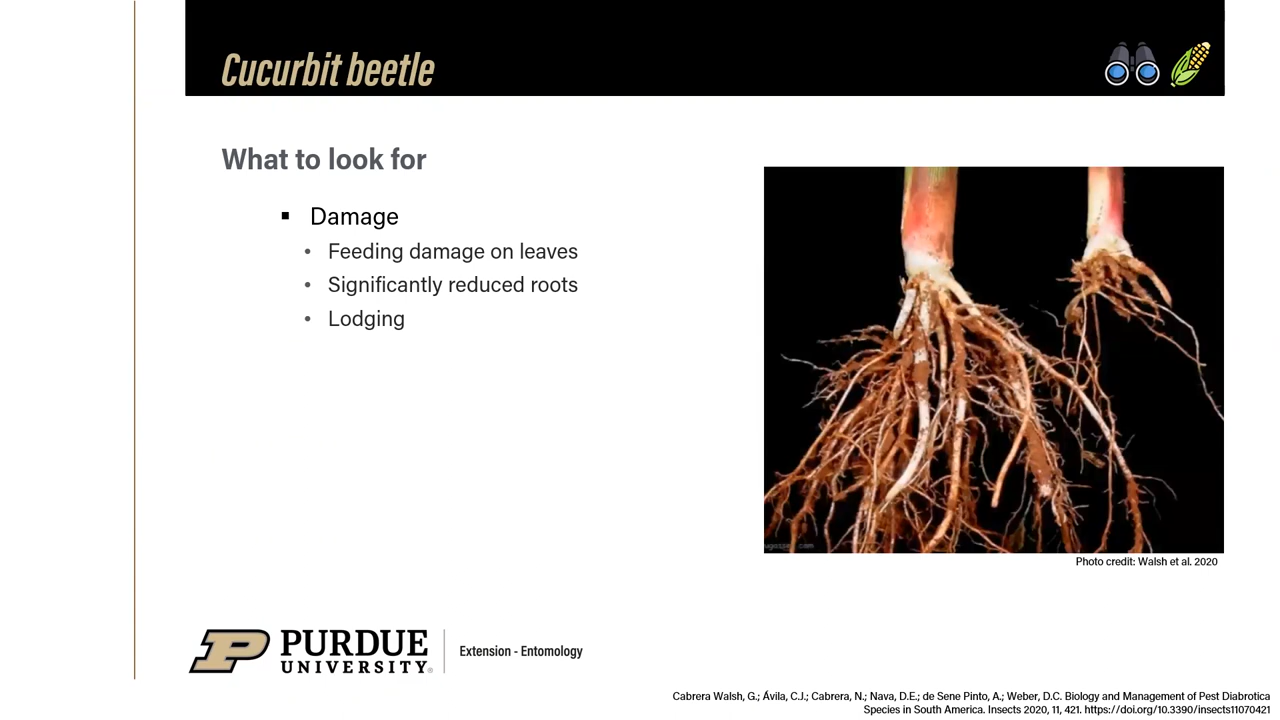 Cucurbit beetle
What to look for
▪ Damage
• Feeding damage on leaves
• Significantly reduced roots
• Lodging
Photo credit: Walsh et al. 2020
PURDUE
UNIVERSITY®
Extension - Entomology
Cabrera Walsh, G.; Ávila, C.J.; Cabrera, N.; Nava, D.E.; de Sene Pinto, A.; Weber, D.C. Biology and Management of Pest Diabrotica
Species in South America. Insects 2020, 11, 421. https://doi.org/10.3390/insects11070421